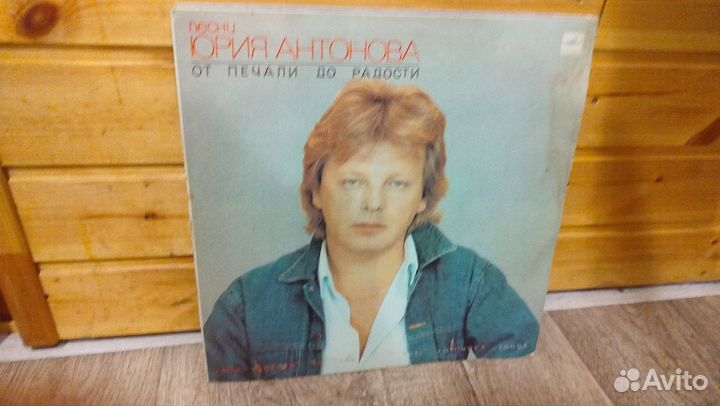 песни
ЮРИЯ АНТОНОВА
ОТ ПЕЧАЛИ ДО РАДОСТИ
Avito